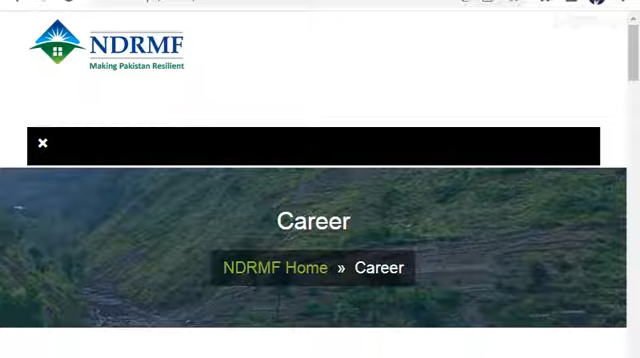 NDRMF
Making Pakistan Resilient
Career
NDRMF Home » Career